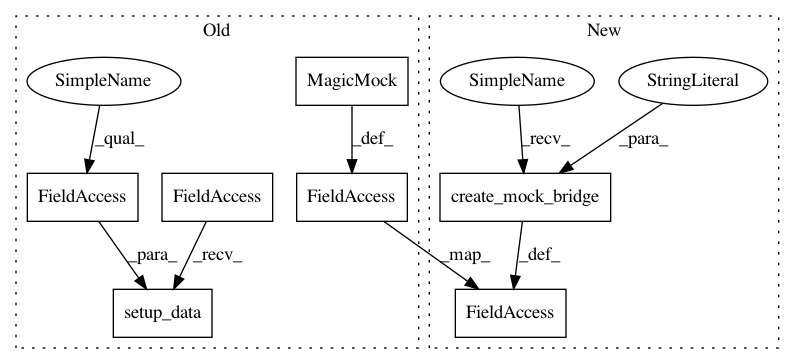 Old
New
SimpleName
MagicMock
SimpleName
StringLiteral
_qual_
_def_
_recv_
_para_
FieldAccess
FieldAccess
FieldAccess
create_mock_bridge
_para_
_recv_
_map_
_def_
setup_data
FieldAccess